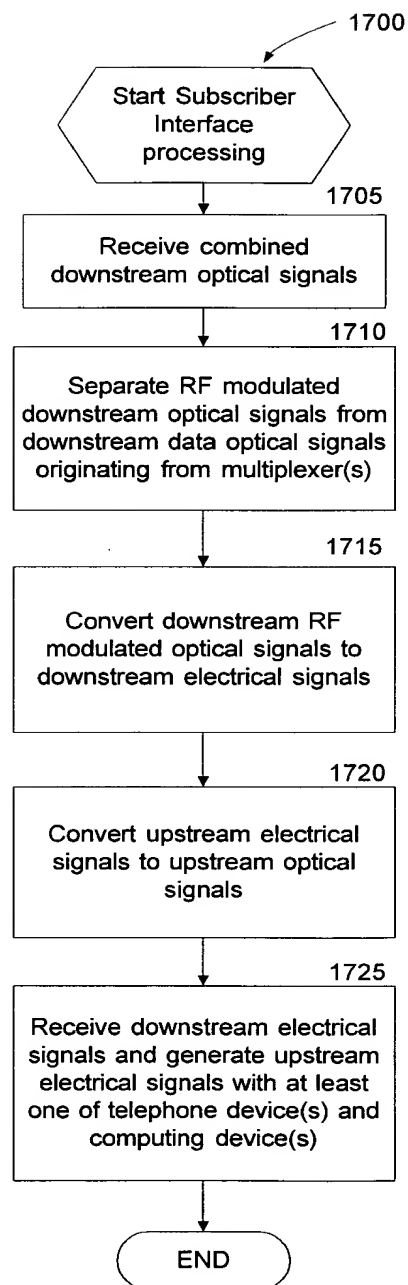 1700
Start Subscriber
Interface
processing
1705
Receive combined
downstream optical signals
1710
Separate RF modulated
downstream optical signals from
downstream data optical signals
originating from multiplexer(s)
1715
Convert downstream RF
modulated optical signals to
downstream electrical signals
1720
Convert upstream electrical
signals to upstream optical
signals
1725
Receive downstream electrical
signals and generate upstream
electrical signals with at least
one of telephone device(s) and
computing device(s)
END